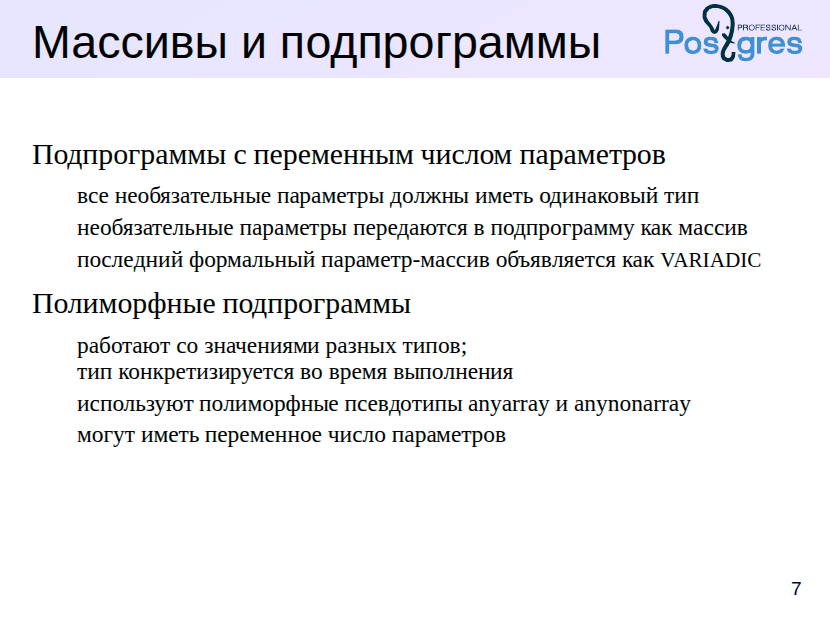 Массивы и подпрограммы
PROFESSIONAL
Postgres
Подпрограммы с переменным числом параметров
все необязательные параметры должны иметь одинаковый тип
необязательные параметры передаются в подпрограмму как массив
последний формальный параметр-массив объявляется как VARIADIC
Полиморфные подпрограммы
работают со значениями разных типов;
тип конкретизируется во время выполнения
используют полиморфные псевдотипы anyarray и anynonarray
могут иметь переменное число параметров
7